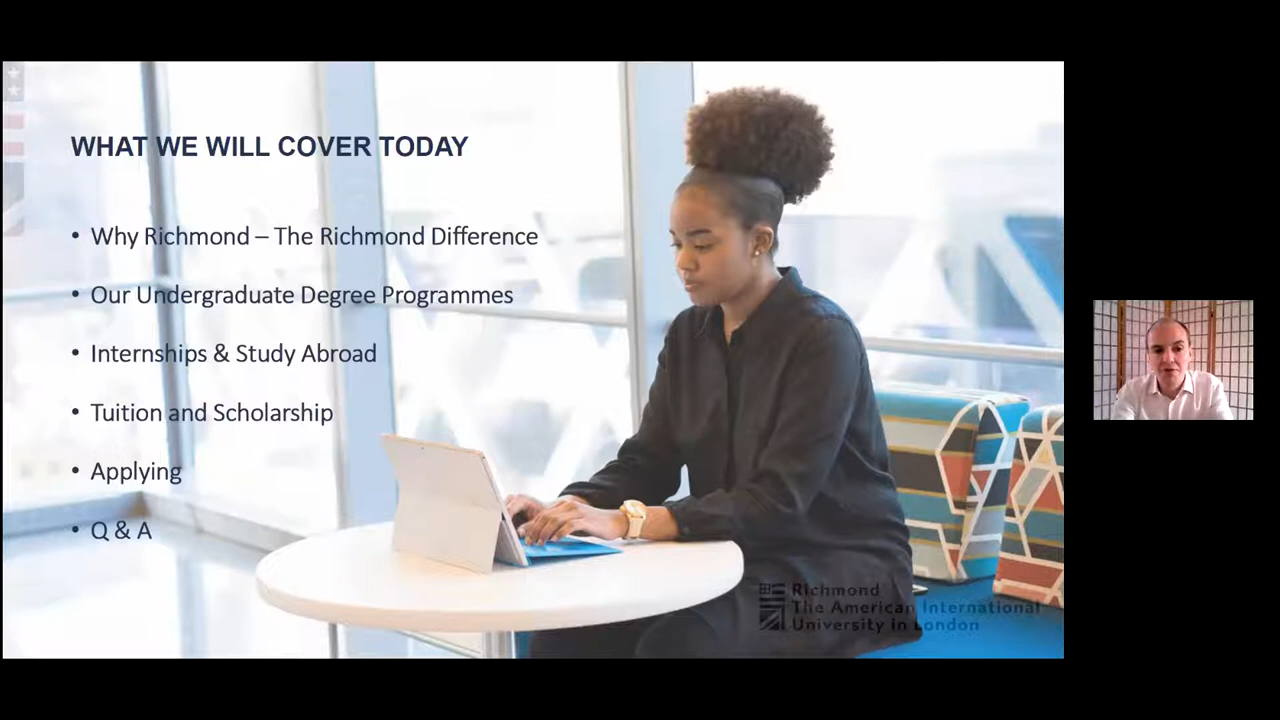 WHAT WE WILL COVER TODAY
• Why Richmond – The Richmond Difference
• Our Undergraduate Degree Programmes
• Internships & Study Abroad
• Tuition and Scholarship
• Applying
• Q & A
Richmond
The American International
University in London